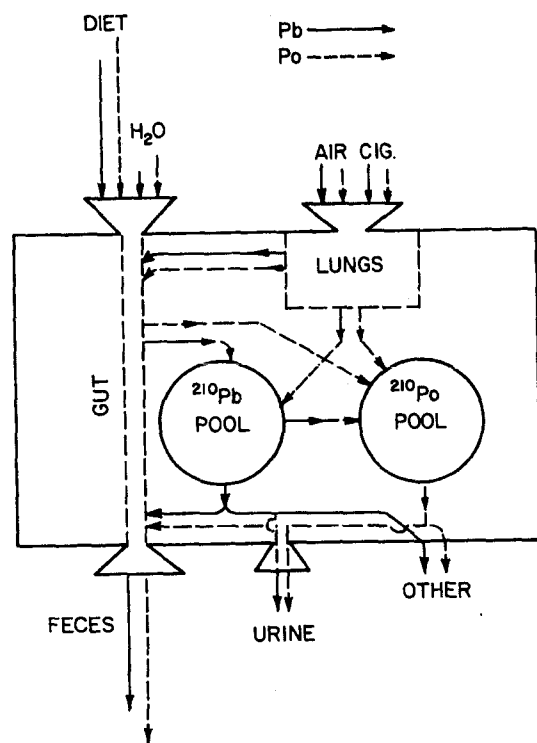 DIET
Pb
Po
H₂O
AIR CIG.
LUNGS
GUT
²¹⁰Pb
POOL
²¹⁰Po
POOL
FECES
URINE
OTHER